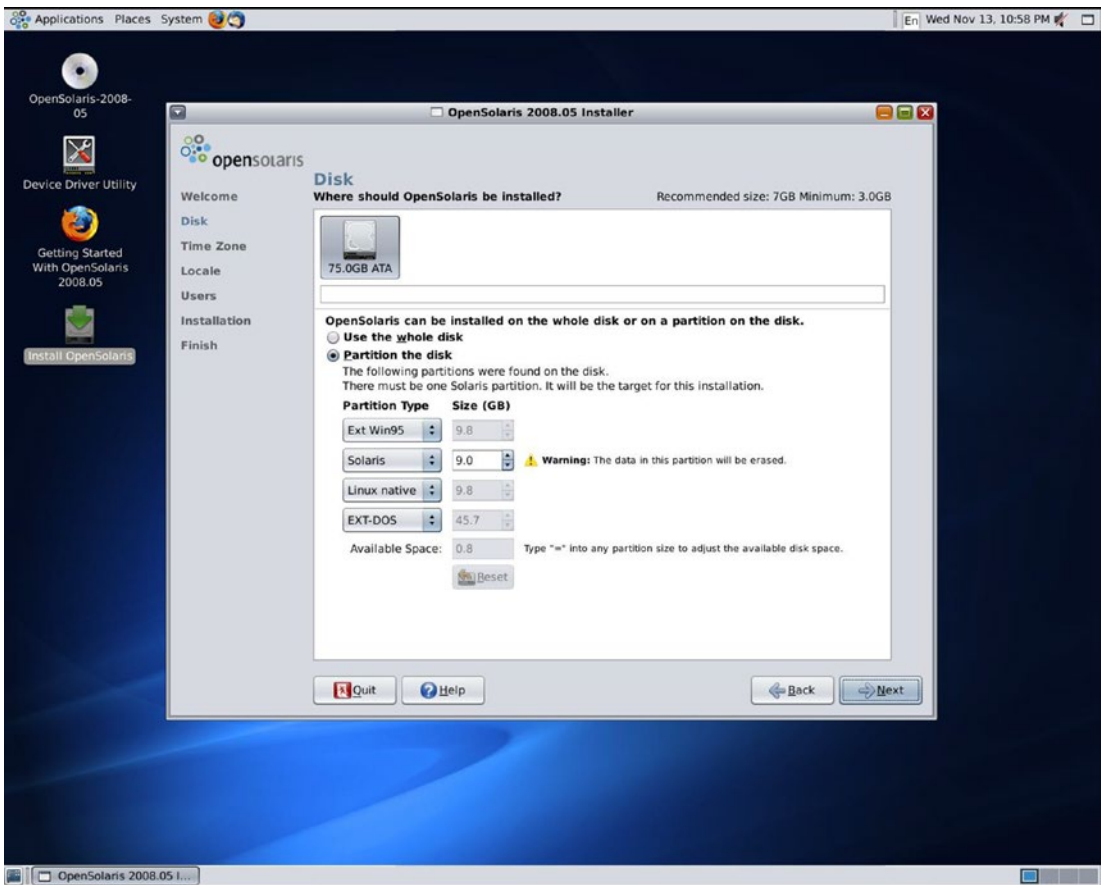 Applications Places System
En Wed Nov 13, 10:58 PM
OpenSolaris-2008-
05
Device Driver Utility
Getting Started
With OpenSolaris
2008.05
Install OpenSolaris
OpenSolaris 2008.05 Installer
opensolaris
Welcome
Disk
Time Zone
Locale
Users
Installation
Finish
Disk
Where should OpenSolaris be installed? Recommended size: 7GB Minimum: 3.0GB
75.0GB ATA
OpenSolaris can be installed on the whole disk or on a partition on the disk.
Use the whole disk
Partition the disk
The following partitions were found on the disk.
There must be one Solaris partition. It will be the target for this installation.
Partition Type Size (GB)
Ext Win95 9.8
Solaris 9.0 Warning: The data in this partition will be erased.
Linux native 9.8
EXT-DOS 45.7
Available Space: 0.8 Type "=" into any partition size to adjust the available disk space.
Reset
Quit Help Back Next
OpenSolaris 2008.05 I...